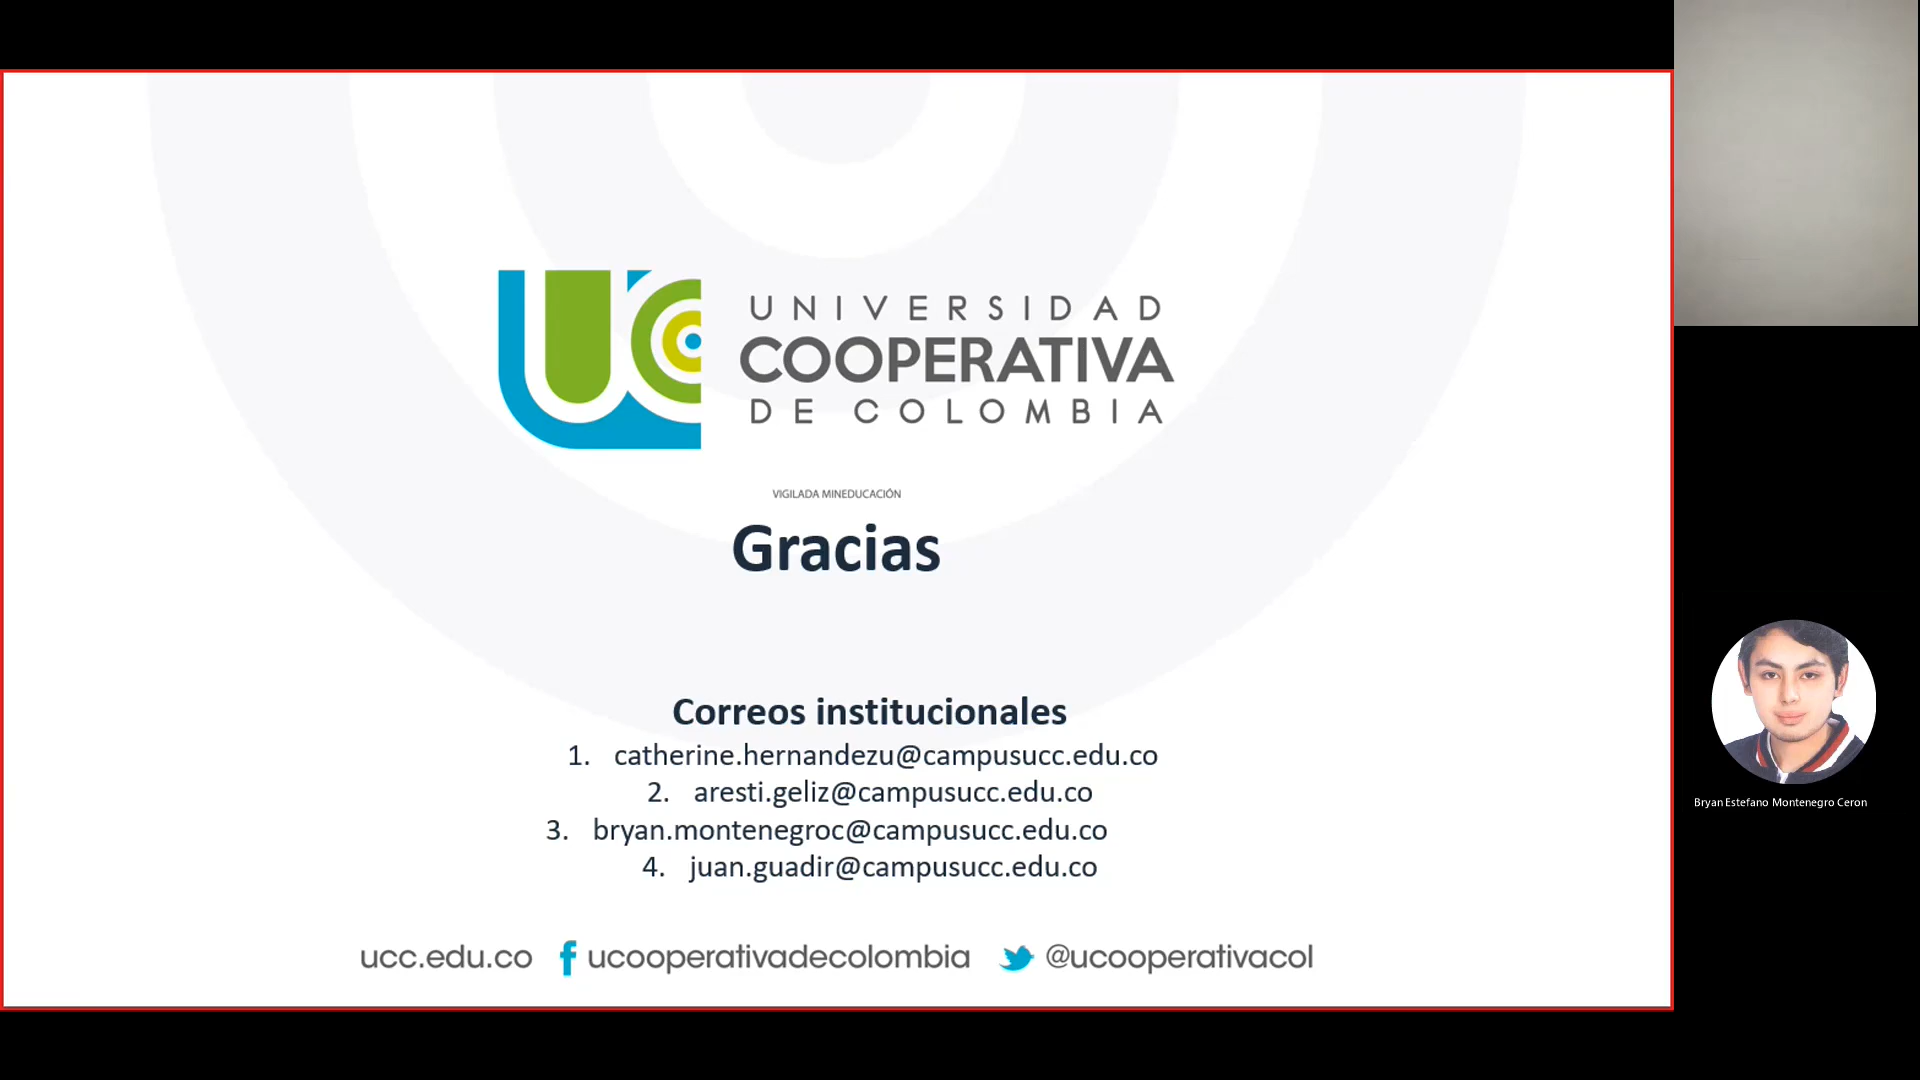 UNIVERSIDAD
COOPERATIVA
DE COLOMBIA
VIGILADA MINEDUCACIÓN
Gracias
Correos institucionales
1. catherine.hernandezu@campusucc.edu.co
2. aresti.geliz@campusucc.edu.co
3. bryan.montenegroc@campusucc.edu.co
4. juan.guadir@campusucc.edu.co
ucc.edu.co f ucooperativadecolombia @ucooperativacol
Bryan Estefano Montenegro Ceron